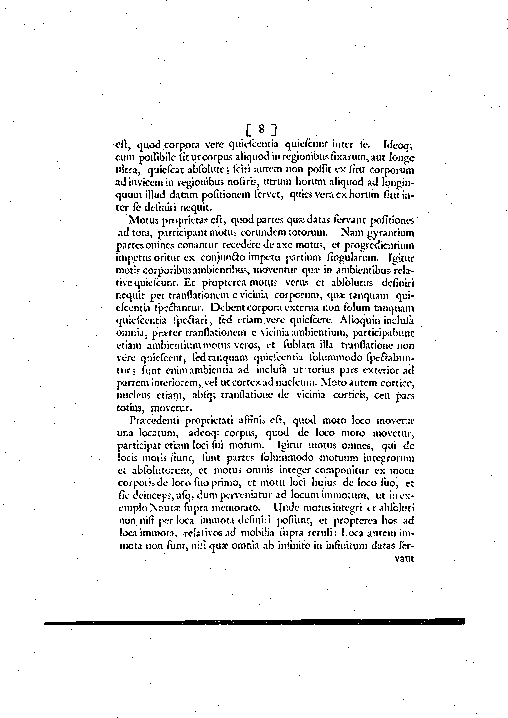 [ 8 ]
eſt, quod corpora vere quieſcentia quieſcunt inter ſe. Ideoq;
cum poſſibile ſit ut corpus aliquod in regionibus fixarum, aut longe
ultra, quieſcat abſolute; ſciri autem non poſſit ex ſitu corporum
ad invicem in regionibus noſtris, utrum horum aliquod ad longin-
quum illud datam poſitionem ſervet, quies vera ex horum ſitu in-
ter ſe definiri nequit.
Motus proprietas eſt, quod partes quæ datas ſervant poſitiones
ad tota, participant motus eorundem totorum. Nam gyrantium
partes omnes conantur recedere de axe motus, et progredientium
impetus oritur ex conjuncto impetu partium ſingularum. Igitur
motis corporibus ambientibus, moventur quæ in ambientibus rela-
tive quieſcunt. Et propterea motus verus et abſolutus definiri
nequit per tranſlationem e vicinia corporum, quæ tanquam qui-
eſcentia ſpectantur. Debent corpora externa non ſolum tanquam
quieſcentia ſpectari, ſed etiam vere quieſcere. Alioquin incluſa
omnia, præter tranſlationem e vicinia ambientium, participabunt
etiam ambientium motus veros, et ſublata illa tranſlatione non
vere quieſcent, ſed tanquam quieſcentia ſolummodo ſpectabun-
tur; ſunt enim ambientia ad incluſa ut totius pars exterior ad
partem interiorem, vel ut cortex ad nucleum. Moto autem cortice,
nucleus etiam, abſq; tranſlatione de vicinia corticis, ceu pars
totius, movetur.
Præcedenti proprietati affinis eſt, quod moto loco movetur
una locatum, adeoq; corpus, quod de loco moto movetur,
participat etiam loci ſui motum. Igitur motus omnes, qui de
locis motis fiunt, ſunt partes ſolummodo motuum integrorum
et abſolutorum, et motus omnis integer componitur ex motu
corporis de loco ſuo primo, et motu loci hujus de loco ſuo, et
ſic deinceps, uſq; dum perveniatur ad locum immotum, ut in ex-
emplo Nautæ ſupra memorato. Unde motus integri et abſoluti
non niſi per loca immota definiri poſſunt, et propterea hos ad
loca immota, relativos ad mobilia ſupra retuli: Loca autem im-
mota non ſunt, niſi quæ omnia ab infinito in infinitum datas ſer-
vant